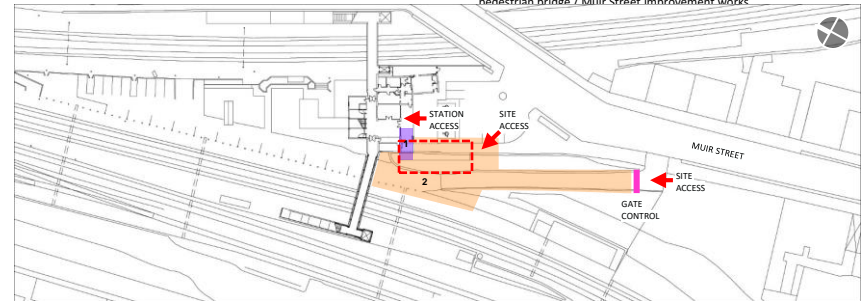 pedestrian bridge / Muir Street improvement works
STATION
ACCESS
SITE
ACCESS
1
MUIR STREET
2
SITE
ACCESS
GATE
CONTROL